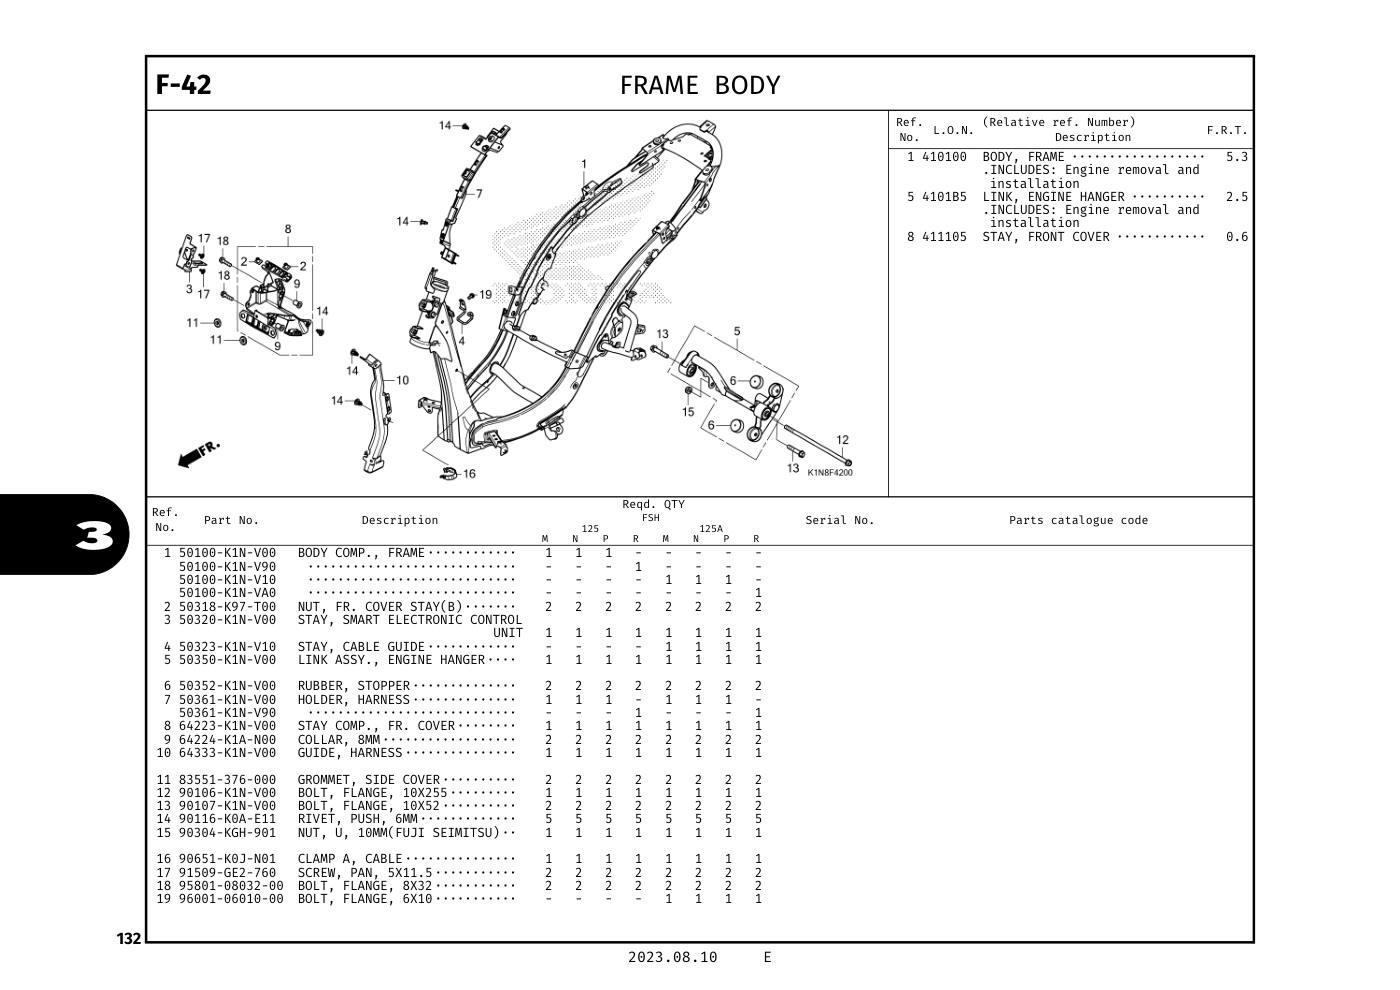 F-42 FRAME BODY
14
1
7
14
17
18
8
2
2
18
9
3
17
14
19
11
11
9
4
14
10
14
13
5
6
15
6
12
13
K1N8F4200
16
FR.
HONDA
Ref. No. L.O.N. (Relative ref. Number) Description F.R.T.
1 410100 BODY, FRAME ·················· 5.3
.INCLUDES: Engine removal and
installation
5 4101B5 LINK, ENGINE HANGER ·········· 2.5
.INCLUDES: Engine removal and
installation
8 411105 STAY, FRONT COVER ············ 0.6
3
Reqd. QTY
Ref. No. Part No. Description FSH Serial No. Parts catalogue code
125 125A
M N P R M N P R
1 50100-K1N-V00 BODY COMP., FRAME············ 1 1 1 - - - - -
50100-K1N-V90 ···························· - - - 1 - - - -
50100-K1N-V10 ···························· - - - - 1 1 1 -
50100-K1N-VA0 ···························· - - - - - - - 1
2 50318-K97-T00 NUT, FR. COVER STAY(B)······· 2 2 2 2 2 2 2 2
3 50320-K1N-V00 STAY, SMART ELECTRONIC CONTROL
UNIT 1 1 1 1 1 1 1 1
4 50323-K1N-V10 STAY, CABLE GUIDE············ - - - - 1 1 1 1
5 50350-K1N-V00 LINK ASSY., ENGINE HANGER···· 1 1 1 1 1 1 1 1
6 50352-K1N-V00 RUBBER, STOPPER·············· 2 2 2 2 2 2 2 2
7 50361-K1N-V00 HOLDER, HARNESS·············· 1 1 1 - 1 1 1 -
50361-K1N-V90 ···························· - - - 1 - - - 1
8 64223-K1N-V00 STAY COMP., FR. COVER········ 1 1 1 1 1 1 1 1
9 64224-K1A-N00 COLLAR, 8MM·················· 2 2 2 2 2 2 2 2
10 64333-K1N-V00 GUIDE, HARNESS··············· 1 1 1 1 1 1 1 1
11 83551-376-000 GROMMET, SIDE COVER·········· 2 2 2 2 2 2 2 2
12 90106-K1N-V00 BOLT, FLANGE, 10X255········· 1 1 1 1 1 1 1 1
13 90107-K1N-V00 BOLT, FLANGE, 10X52·········· 2 2 2 2 2 2 2 2
14 90116-K0A-E11 RIVET, PUSH, 6MM············· 5 5 5 5 5 5 5 5
15 90304-KGH-901 NUT, U, 10MM(FUJI SEIMITSU)·· 1 1 1 1 1 1 1 1
16 90651-K0J-N01 CLAMP A, CABLE··············· 1 1 1 1 1 1 1 1
17 91509-GE2-760 SCREW, PAN, 5X11.5··········· 2 2 2 2 2 2 2 2
18 95801-08032-00 BOLT, FLANGE, 8X32··········· 2 2 2 2 2 2 2 2
19 96001-06010-00 BOLT, FLANGE, 6X10··········· - - - - 1 1 1 1
132
2023.08.10 E